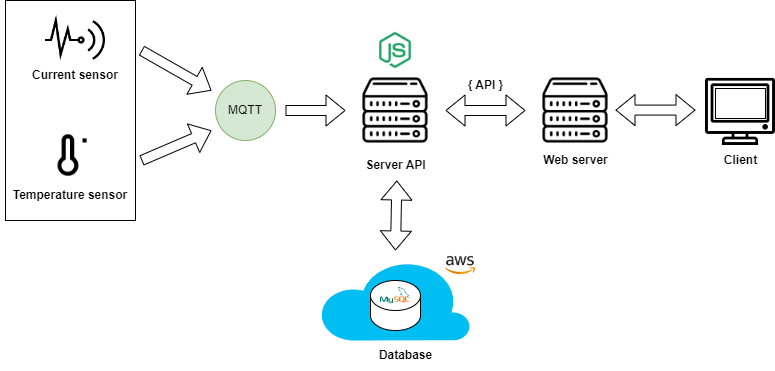 Current sensor
Temperature sensor
MQTT
JS
Server API
{ API }
Web server
Client
aws
MySQL
Database